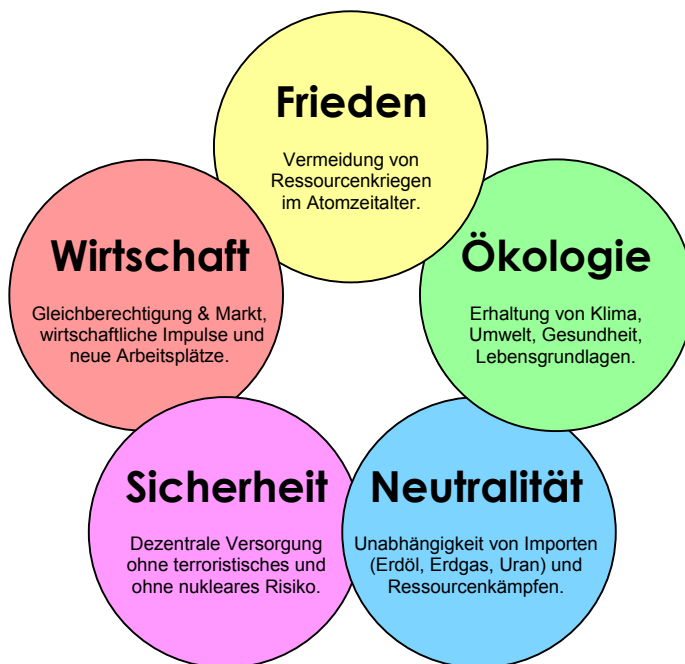 Frieden
Vermeidung von
Ressourcenkriegen
im Atomzeitalter.
Wirtschaft
Gleichberechtigung & Markt,
wirtschaftliche Impulse und
neue Arbeitsplätze.
Ökologie
Erhaltung von Klima,
Umwelt, Gesundheit,
Lebensgrundlagen.
Sicherheit
Dezentrale Versorgung
ohne terroristisches und
ohne nukleares Risiko.
Neutralität
Unabhängigkeit von Importen
(Erdöl, Erdgas, Uran) und
Ressourcenkämpfen.